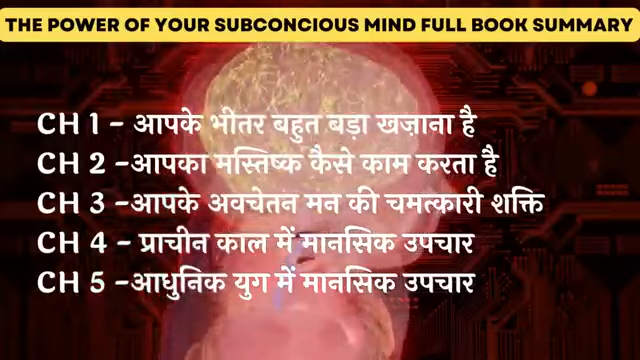 THE POWER OF YOUR SUBCONCIOUS MIND FULL BOOK SUMMARY
CH 1 - आपके भीतर बहुत बड़ा खज़ाना है
CH 2 -आपका मस्तिष्क कैसे काम करता है
CH 3 -आपके अवचेतन मन की चमत्कारी शक्ति
CH 4 - प्राचीन काल में मानसिक उपचार
CH 5 -आधुनिक युग में मानसिक उपचार